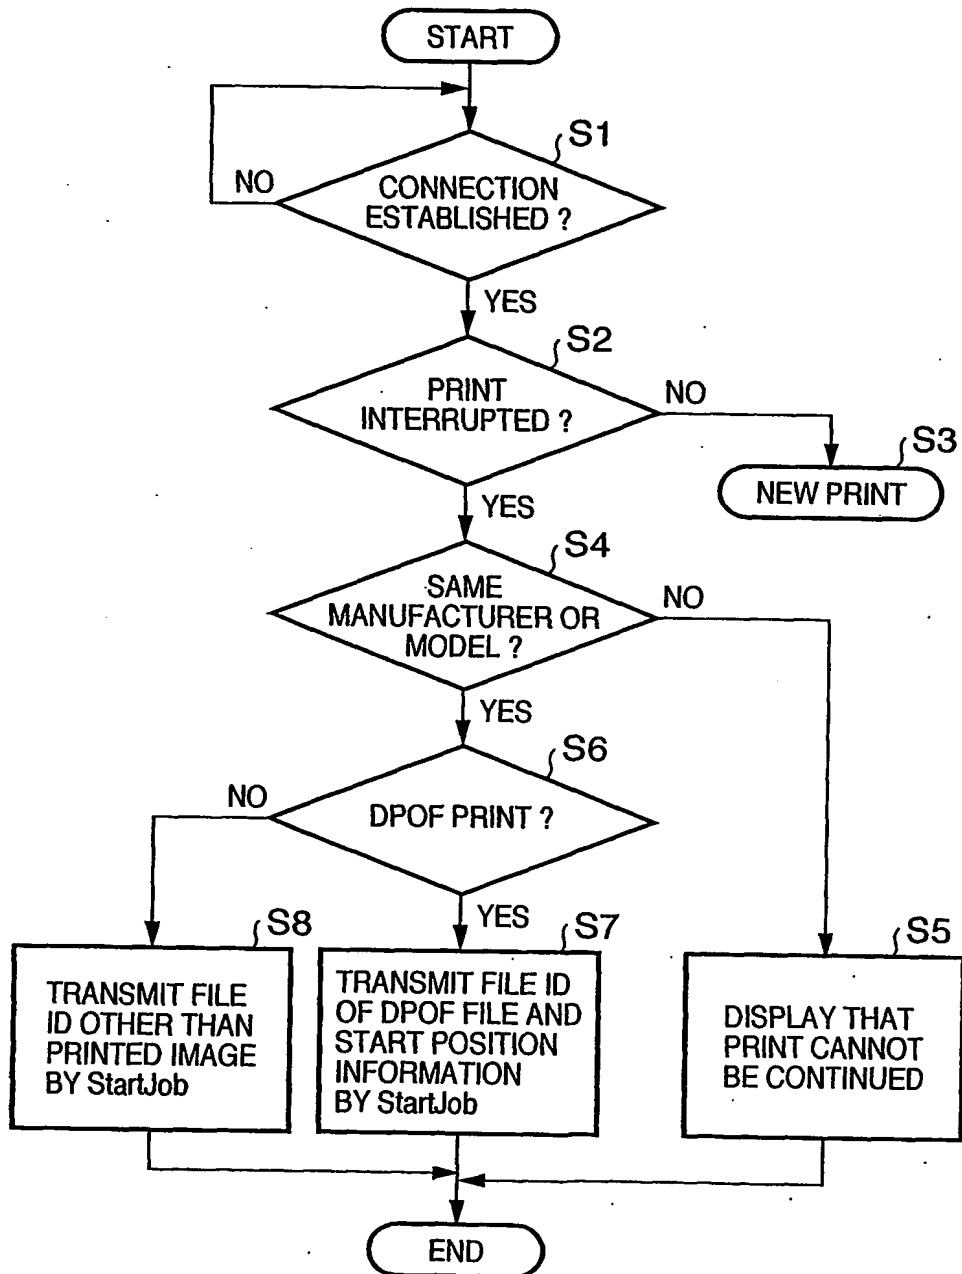 START
S1
NO
CONNECTION
ESTABLISHED ?
YES
S2
PRINT
INTERRUPTED ?
NO
S3
NEW PRINT
YES
S4
SAME
MANUFACTURER OR
MODEL ?
NO
YES
S6
NO
DPOF PRINT ?
YES
S8
TRANSMIT FILE
ID OTHER THAN
PRINTED IMAGE
BY StartJob
S7
TRANSMIT FILE ID
OF DPOF FILE AND
START POSITION
INFORMATION
BY StartJob
S5
DISPLAY THAT
PRINT CANNOT
BE CONTINUED
END